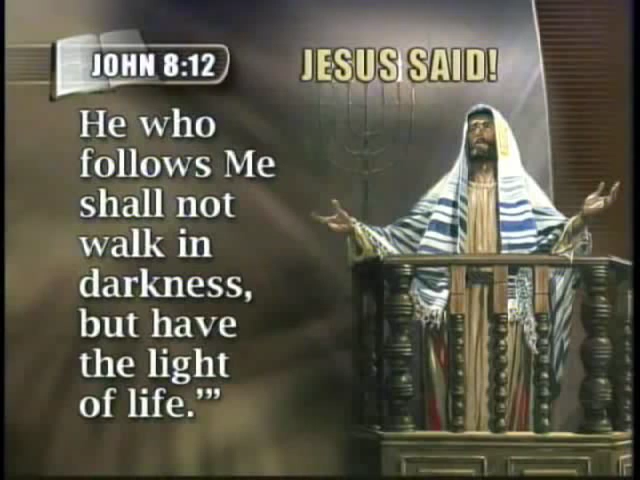 JOHN 8:12
JESUS SAID!
He who
follows Me
shall not
walk in
darkness,
but have
the light
of life.’”